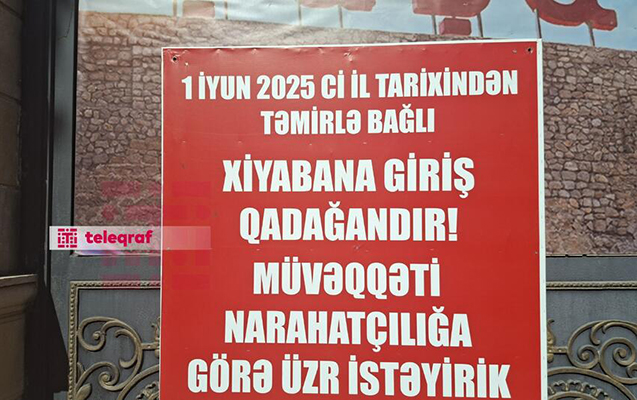 1 İYUN 2025 Cİ İL TARİXİNDƏN
TƏMİRLƏ BAĞLI
XİYABANA GİRİŞ
QADAĞANDIR!
teleqraf
MÜVƏQQƏTİ
NARAHATÇILIĞA
GÖRƏ ÜZR İSTƏYİRİK